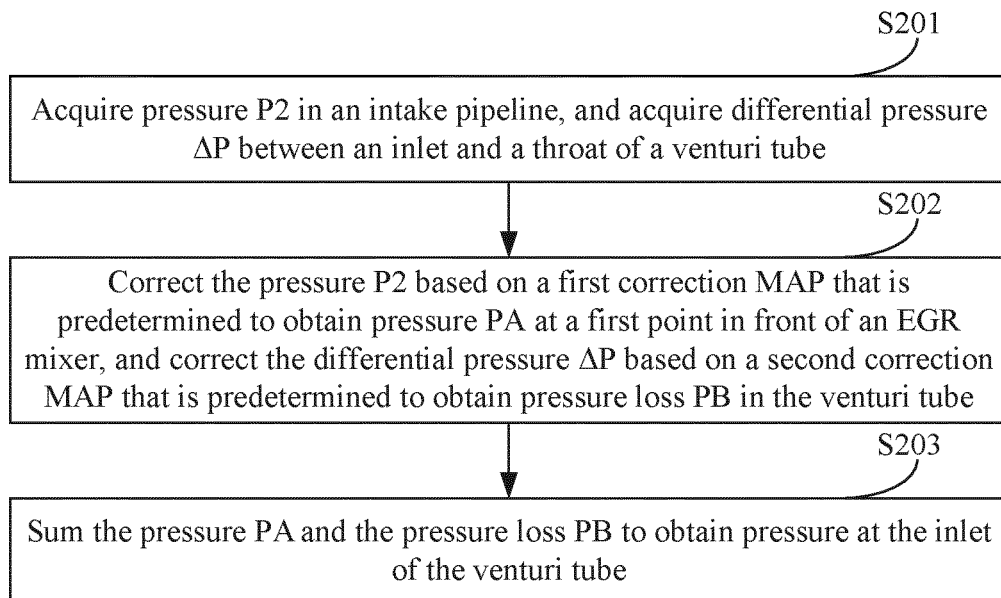 S201
Acquire pressure P2 in an intake pipeline, and acquire differential pressure
ΔP between an inlet and a throat of a venturi tube
S202
Correct the pressure P2 based on a first correction MAP that is
predetermined to obtain pressure PA at a first point in front of an EGR
mixer, and correct the differential pressure ΔP based on a second correction
MAP that is predetermined to obtain pressure loss PB in the venturi tube
S203
Sum the pressure PA and the pressure loss PB to obtain pressure at the inlet
of the venturi tube